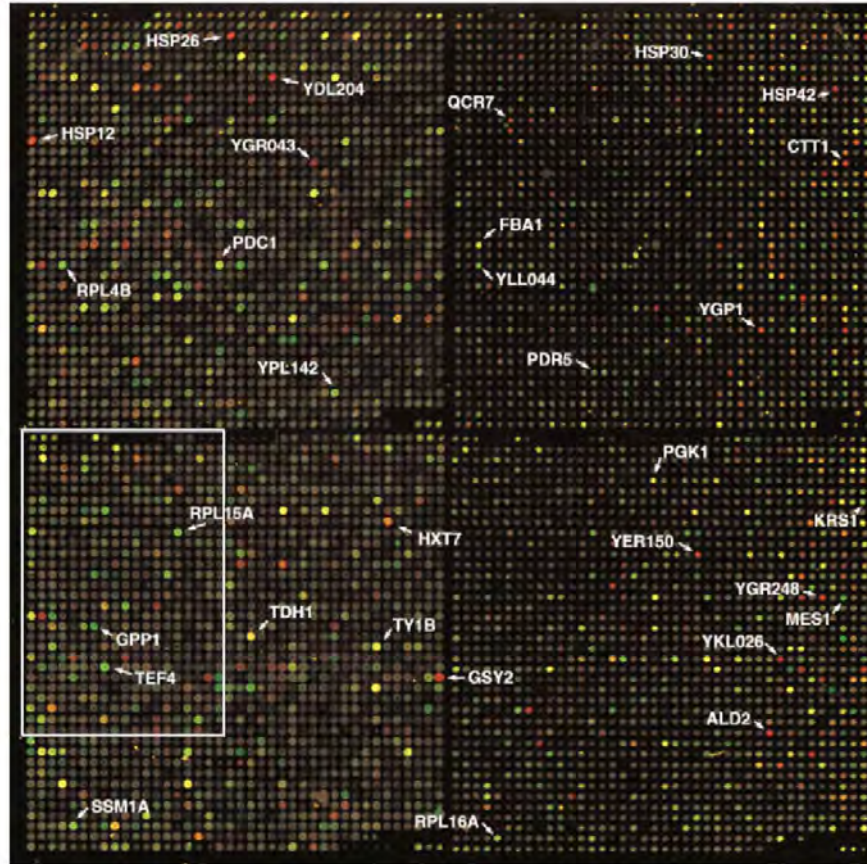 HSP26
HSP30
YDL204
HSP42
QCR7
HSP12
YGR043
CTT1
FBA1
PDC1
YLL044
RPL4B
YGP1
PDR5
YPL142
PGK1
RPL15A
HXT7
KRS1
YER150
YGR248
TDH1
TY1B
MES1
GPP1
YKL026
TEF4
GSY2
ALD2
SSM1A
RPL16A